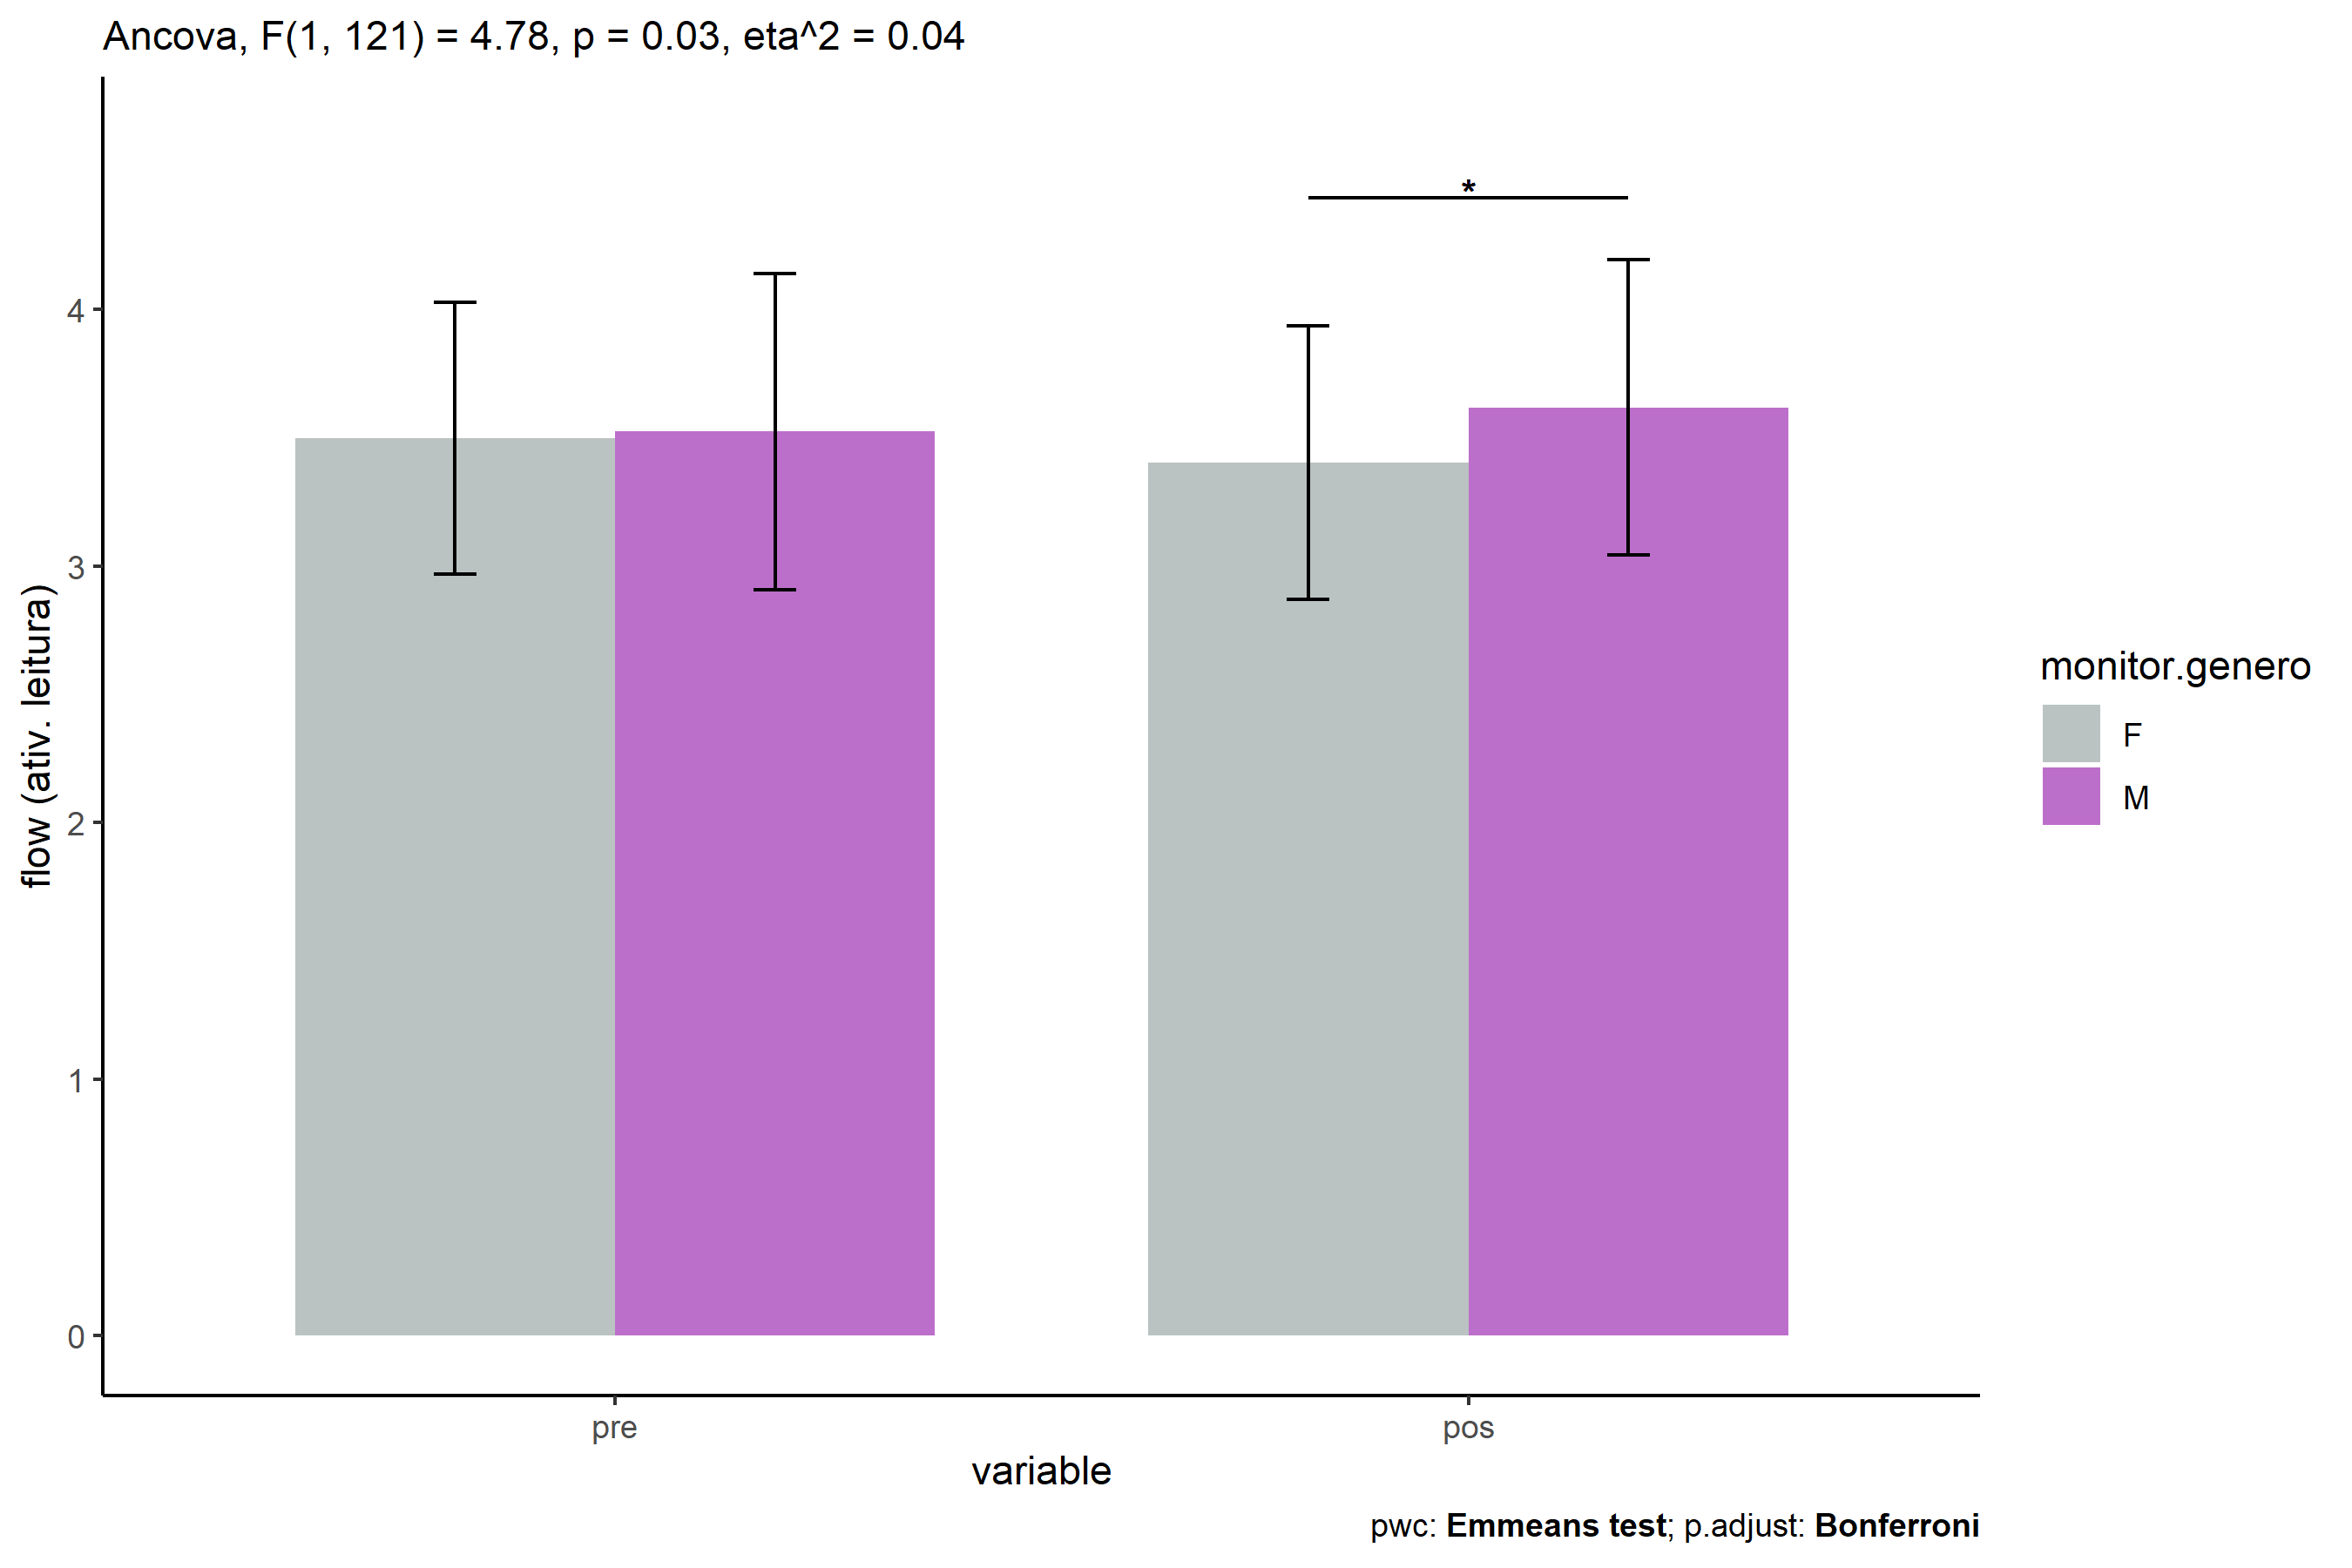 Ancova, F(1, 121) = 4.78, p = 0.03, eta^2 = 0.04
*
4
3
2
1
0
flow (ativ. leitura)
pre
pos
variable
monitor.genero
F
M
pwc: Emmeans test; p.adjust: Bonferroni